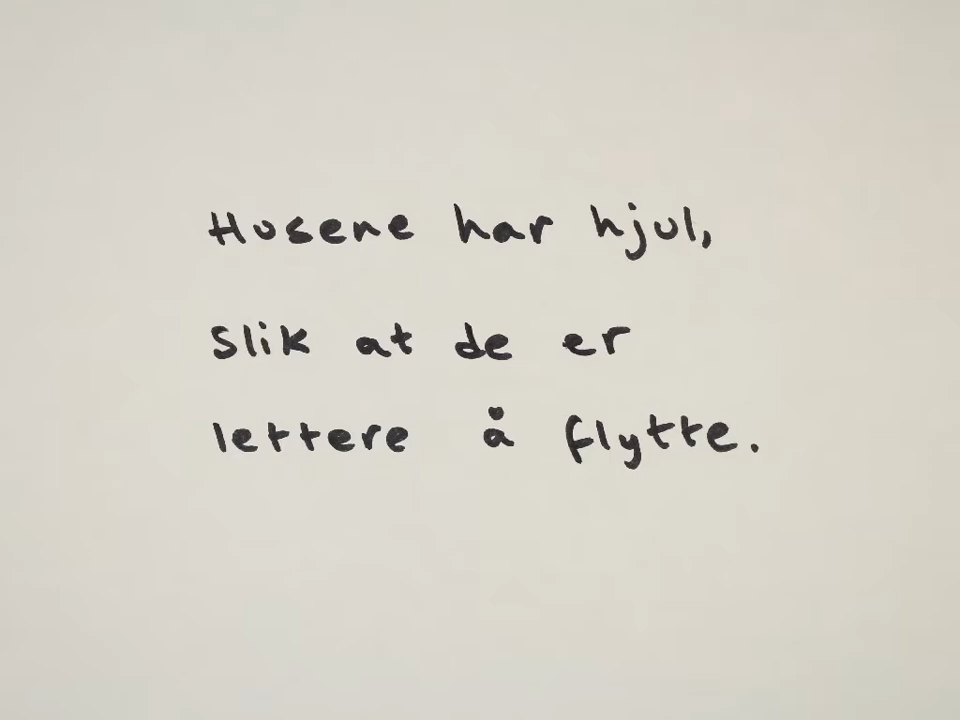 Husene har hjul,
slik at de er
lettere å flytte.